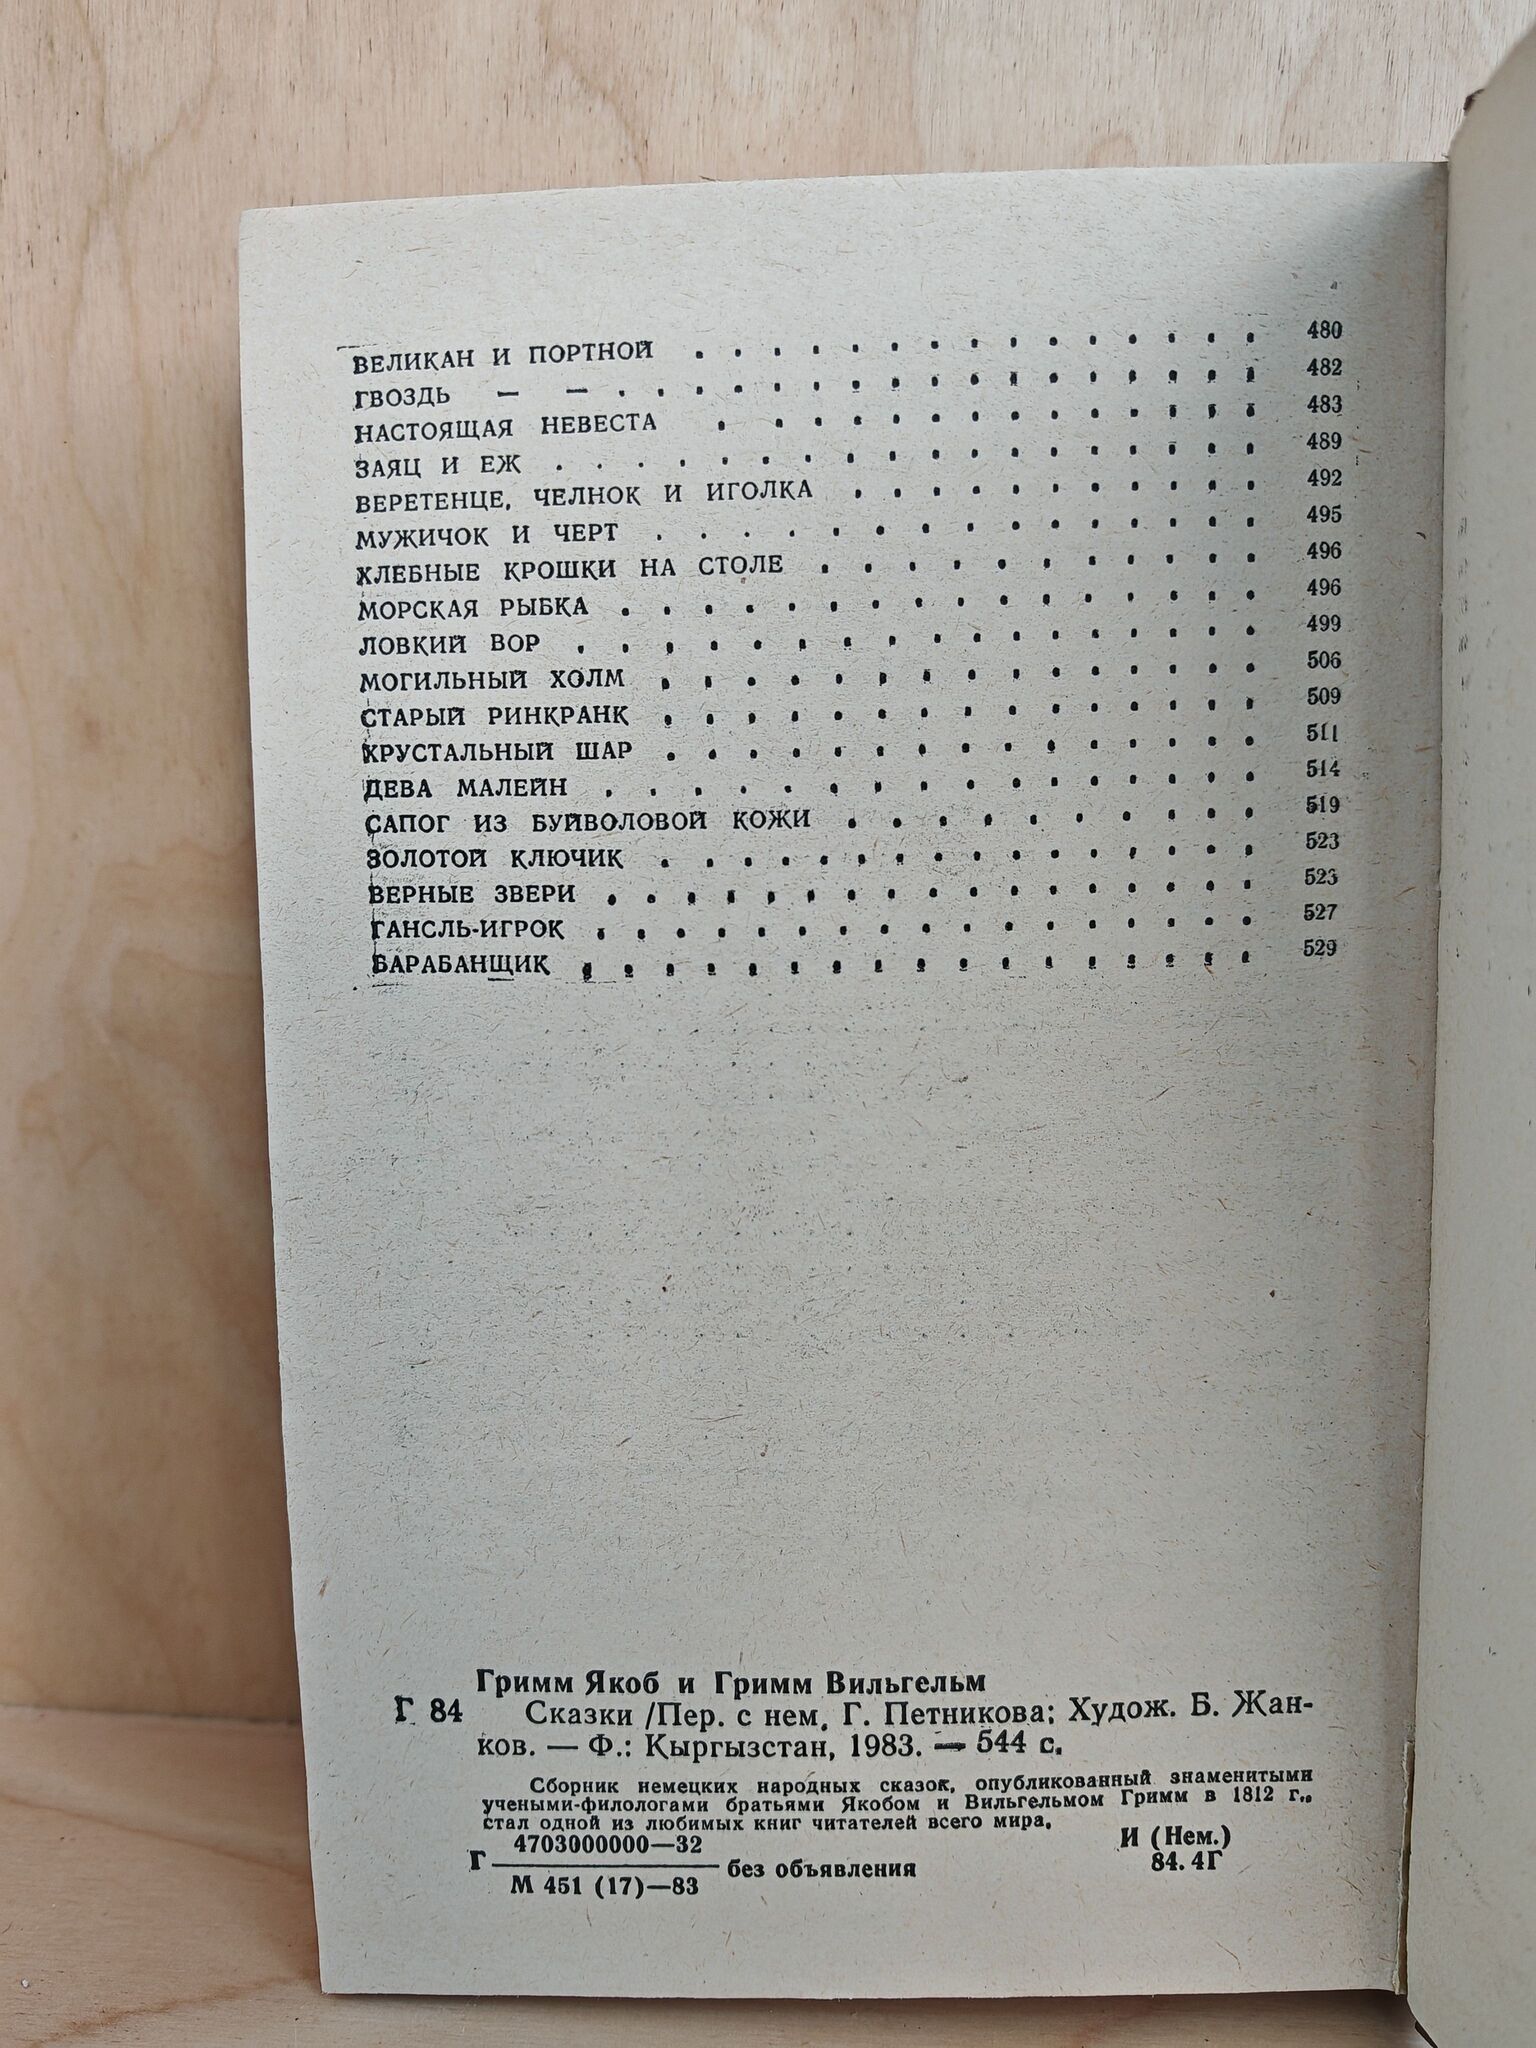 ВЕЛИКАН И ПОРТНОЙ . . . . . . . . . . . . . . . 480
ГВОЗДЬ — — . . . . . . . . . . . . . . . . . 482
НАСТОЯЩАЯ НЕВЕСТА . . . . . . . . . . . . . . 483
ЗАЯЦ И ЕЖ . . . . . . . . . . . . . . . . . . 489
ВЕРЕТЕНЦЕ, ЧЕЛНОК И ИГОЛКА . . . . . . . . . . . 492
МУЖИЧОК И ЧЕРТ . . . . . . . . . . . . . . . 495
ХЛЕБНЫЕ КРОШКИ НА СТОЛЕ . . . . . . . . . . . 496
МОРСКАЯ РЫБКА . . . . . . . . . . . . . . . . 496
ЛОВКИЙ ВОР . . . . . . . . . . . . . . . . . 499
МОГИЛЬНЫЙ ХОЛМ . . . . . . . . . . . . . . . 506
СТАРЫЙ РИНКРАНК . . . . . . . . . . . . . . . 509
КРУСТАЛЬНЫЙ ШАР . . . . . . . . . . . . . . . 511
ДЕВА МАЛЕЙН . . . . . . . . . . . . . . . . 514
САПОГ ИЗ БУЙВОЛОВОЙ КОЖИ . . . . . . . . . . 519
ЗОЛОТОЙ КЛЮЧИК . . . . . . . . . . . . . . . 523
ВЕРНЫЕ ЗВЕРИ . . . . . . . . . . . . . . . . 523
ГАНСЛЬ-ИГРОК . . . . . . . . . . . . . . . . 527
БАРАБАНЩИК . . . . . . . . . . . . . . . . . 529
Гримм Якоб и Гримм Вильгельм
Г 84 Сказки /Пер. с нем. Г. Петникова; Худож. Б. Жан-
ков. — Ф.: Кыргызстан, 1983. — 544 с.
Сборник немецких народных сказок, опубликованный знаменитыми
учеными-филологами братьями Якобом и Вильгельмом Гримм в 1812 г.,
стал одной из любимых книг читателей всего мира.
4703000000—32
Г без объявления
М 451 (17)—83
И (Нем.)
84.4Г